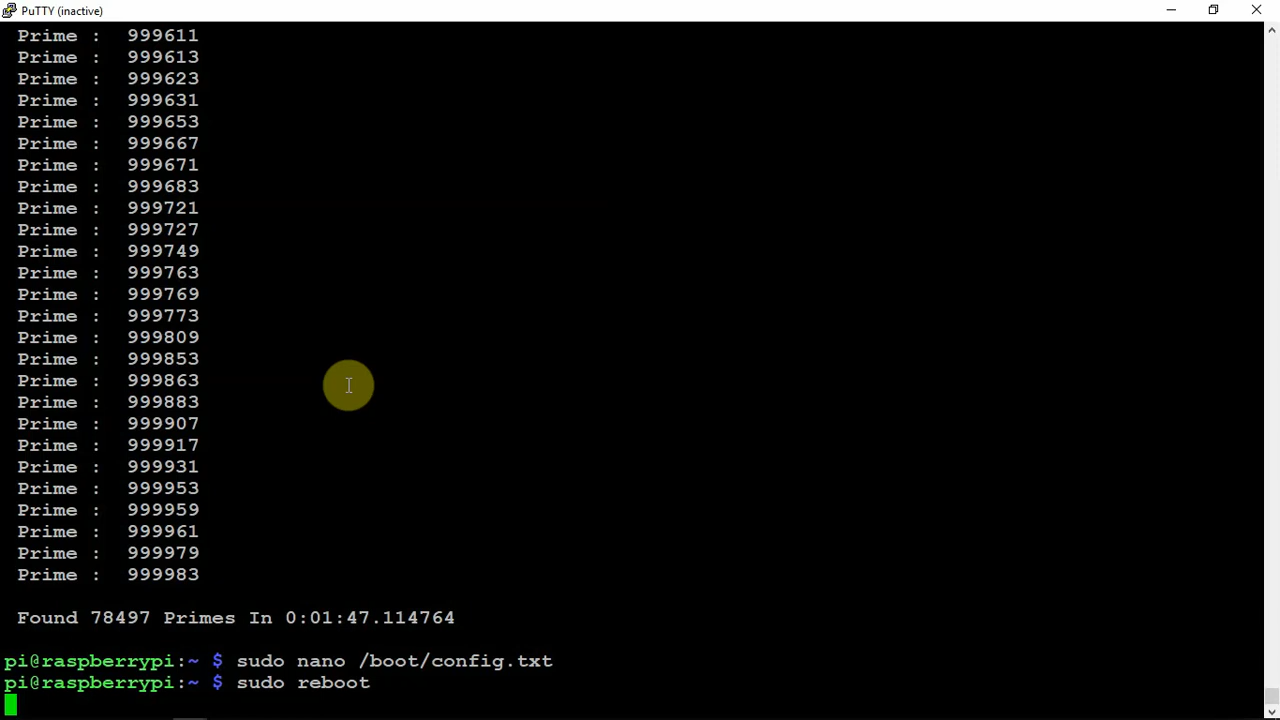 PuTTY (inactive)
Prime :  999611
Prime :  999613
Prime :  999623
Prime :  999631
Prime :  999653
Prime :  999667
Prime :  999671
Prime :  999683
Prime :  999721
Prime :  999727
Prime :  999749
Prime :  999763
Prime :  999769
Prime :  999773
Prime :  999809
Prime :  999853
Prime :  999863
Prime :  999883
Prime :  999907
Prime :  999917
Prime :  999931
Prime :  999953
Prime :  999959
Prime :  999961
Prime :  999979
Prime :  999983
Found 78497 Primes In 0:01:47.114764
pi@raspberrypi:~ $ sudo nano /boot/config.txt
pi@raspberrypi:~ $ sudo reboot